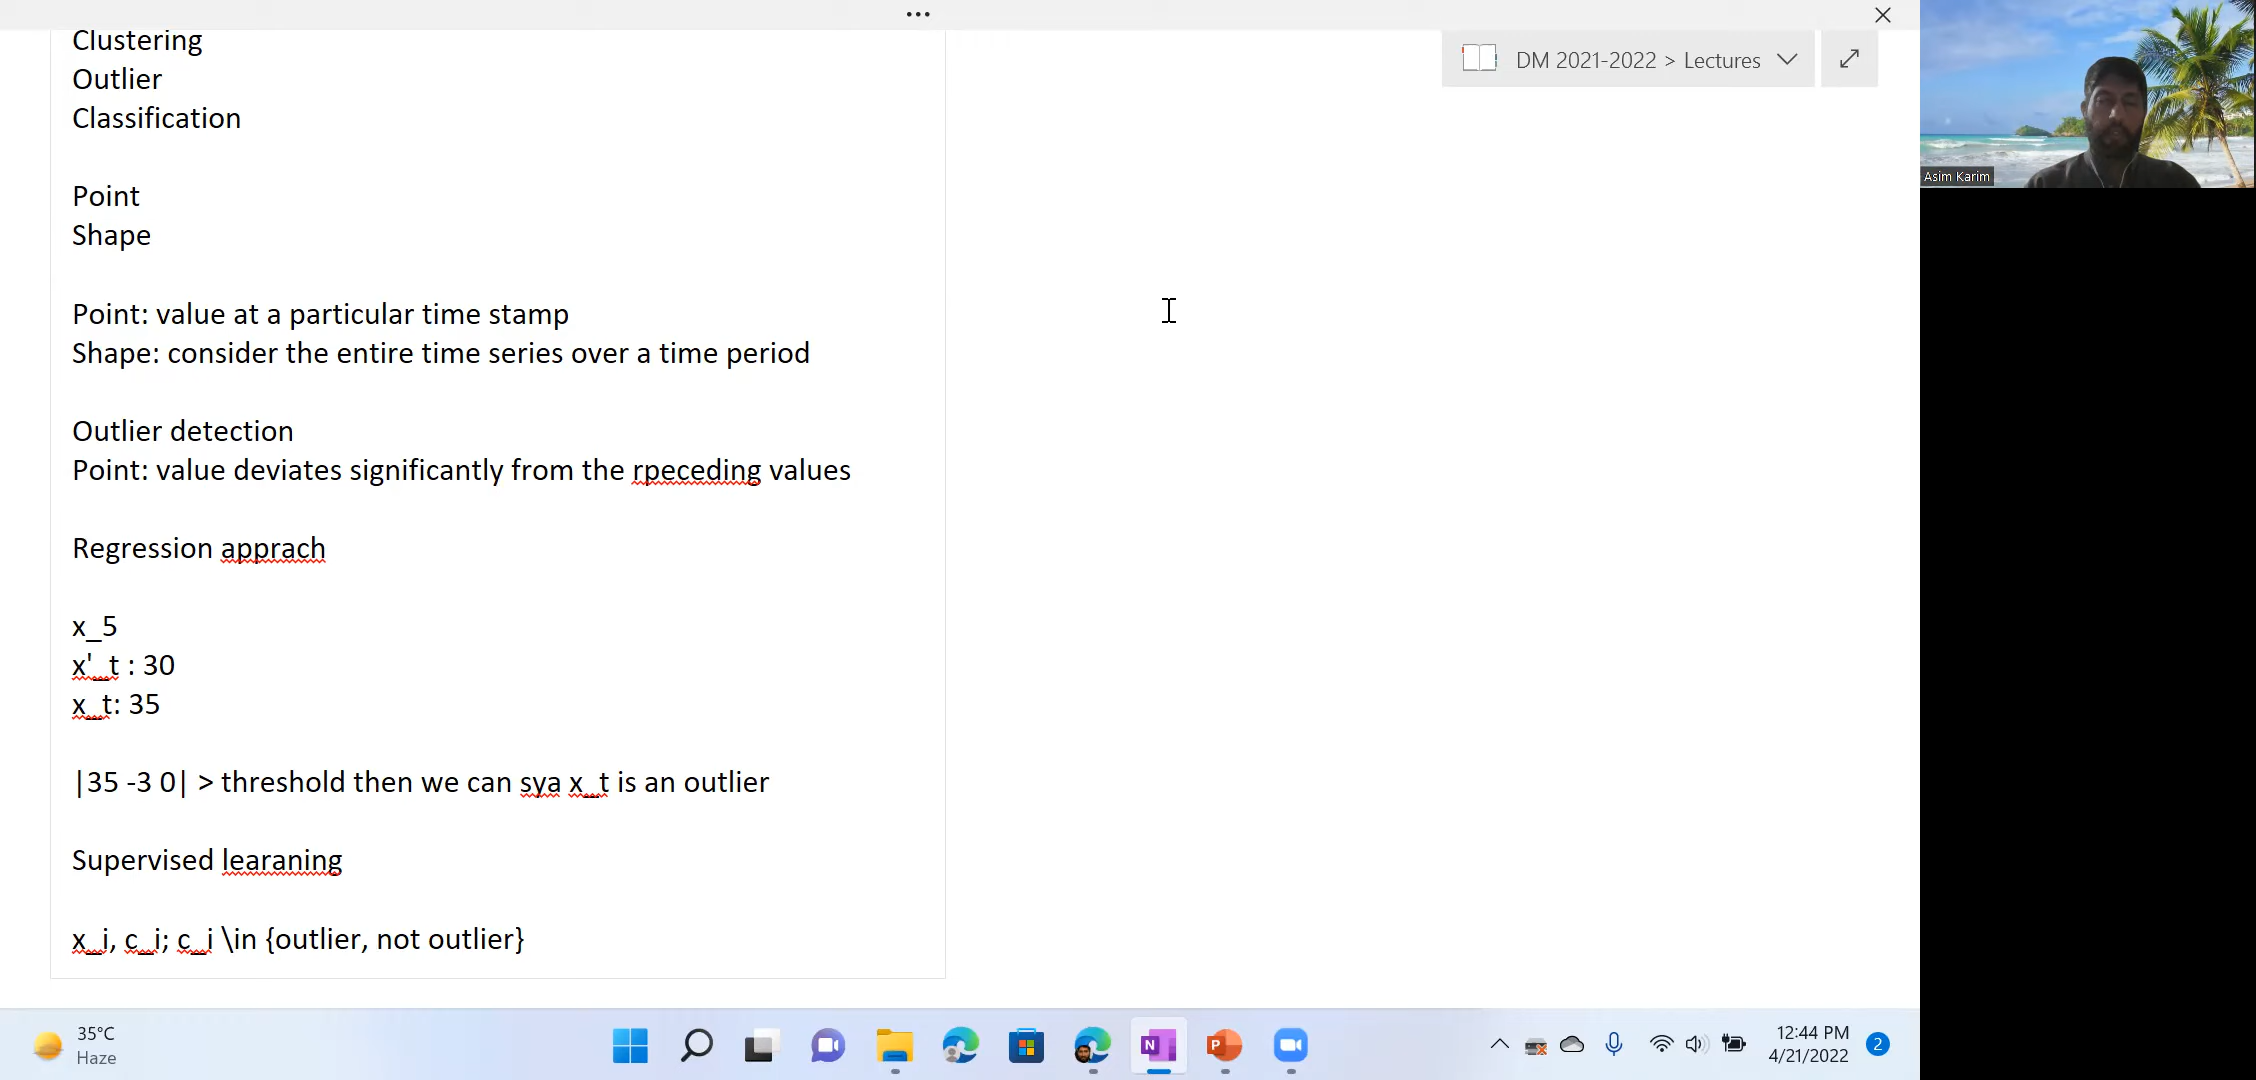 Clustering
Outlier
Classification
Point
Shape
Point: value at a particular time stamp
Shape: consider the entire time series over a time period
Outlier detection
Point: value deviates significantly from the rpeceding values
Regression apprach
x_5
x'_t : 30
x_t: 35
|35 -3 0| > threshold then we can sya x_t is an outlier
Supervised learaning
x_i, c_i; c_i \in {outlier, not outlier}
DM 2021-2022 > Lectures
Asim Karim
35°C
Haze
N
P
12:44 PM
4/21/2022
2